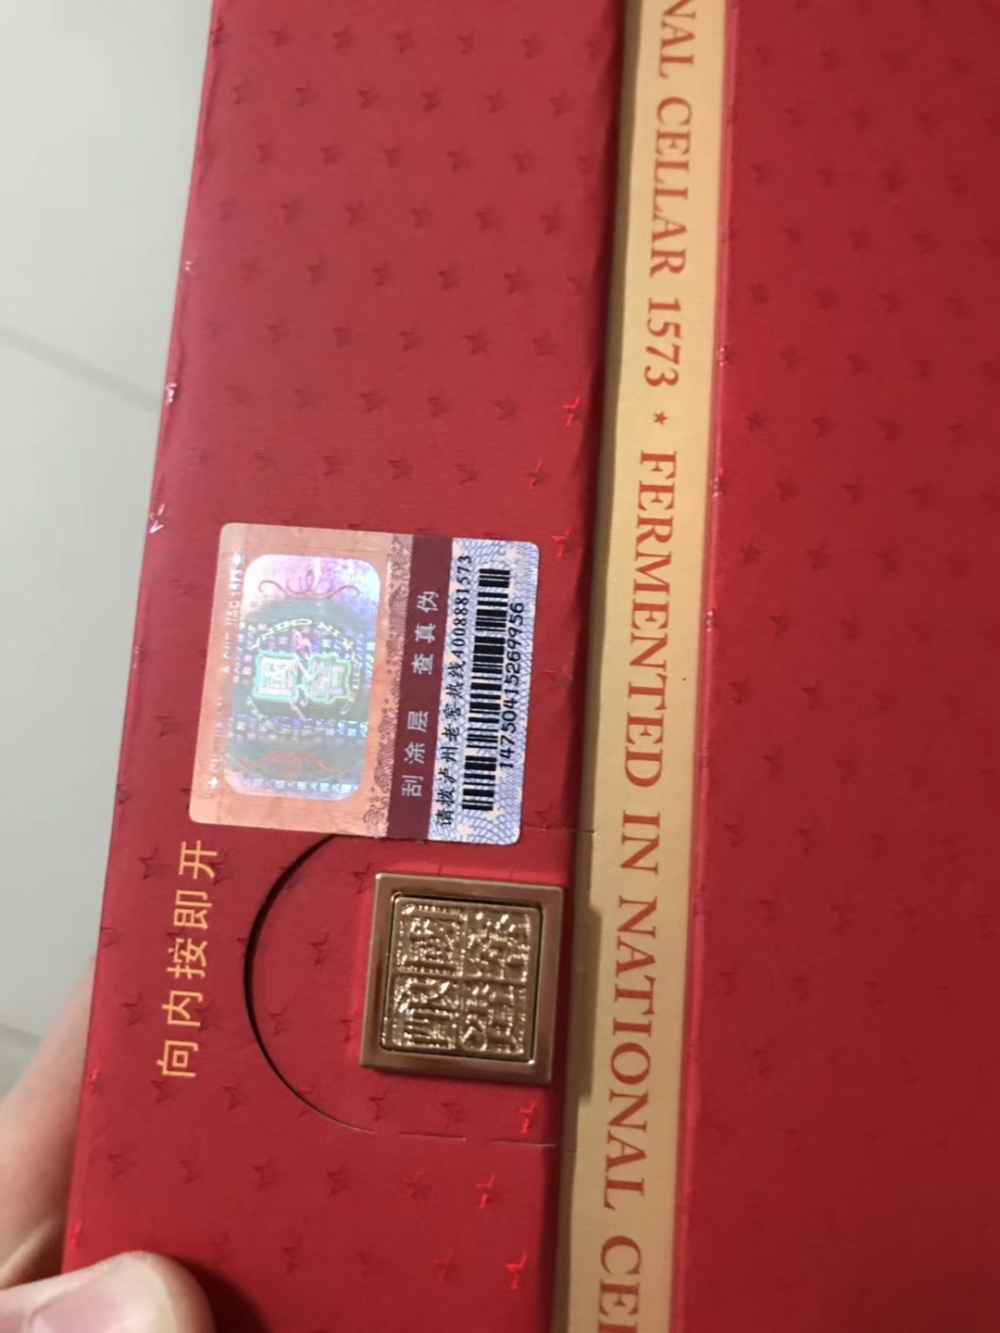 NAL CELLAR 1573 ★ FERMENTED IN NATIONAL CE
刮涂层 查真伪
请拨泸州老窖热线4008881573
14750415269956
向内按即开